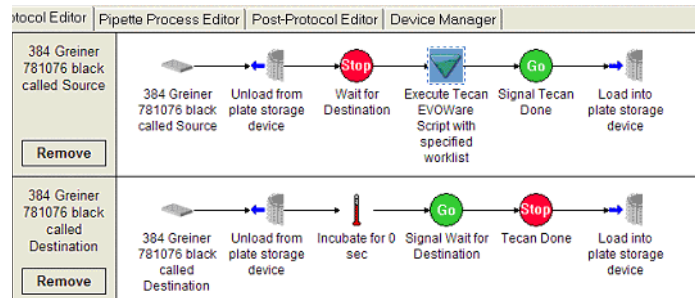 otocol Editor Pipette Process Editor Post-Protocol Editor Device Manager
384 Greiner
781076 black
called Source
Remove
384 Greiner
781076 black
called Source
Unload from
plate storage
device
Stop
Wait for
Destination
Execute Tecan
EVOWare
Script with
specified
worklist
Go
Signal Tecan
Done
Load into
plate storage
device
384 Greiner
781076 black
called
Destination
Remove
384 Greiner
781076 black
called
Destination
Unload from
plate storage
device
Incubate for 0
sec
Go
Signal Wait for
Destination
Stop
Tecan Done
Load into
plate storage
device